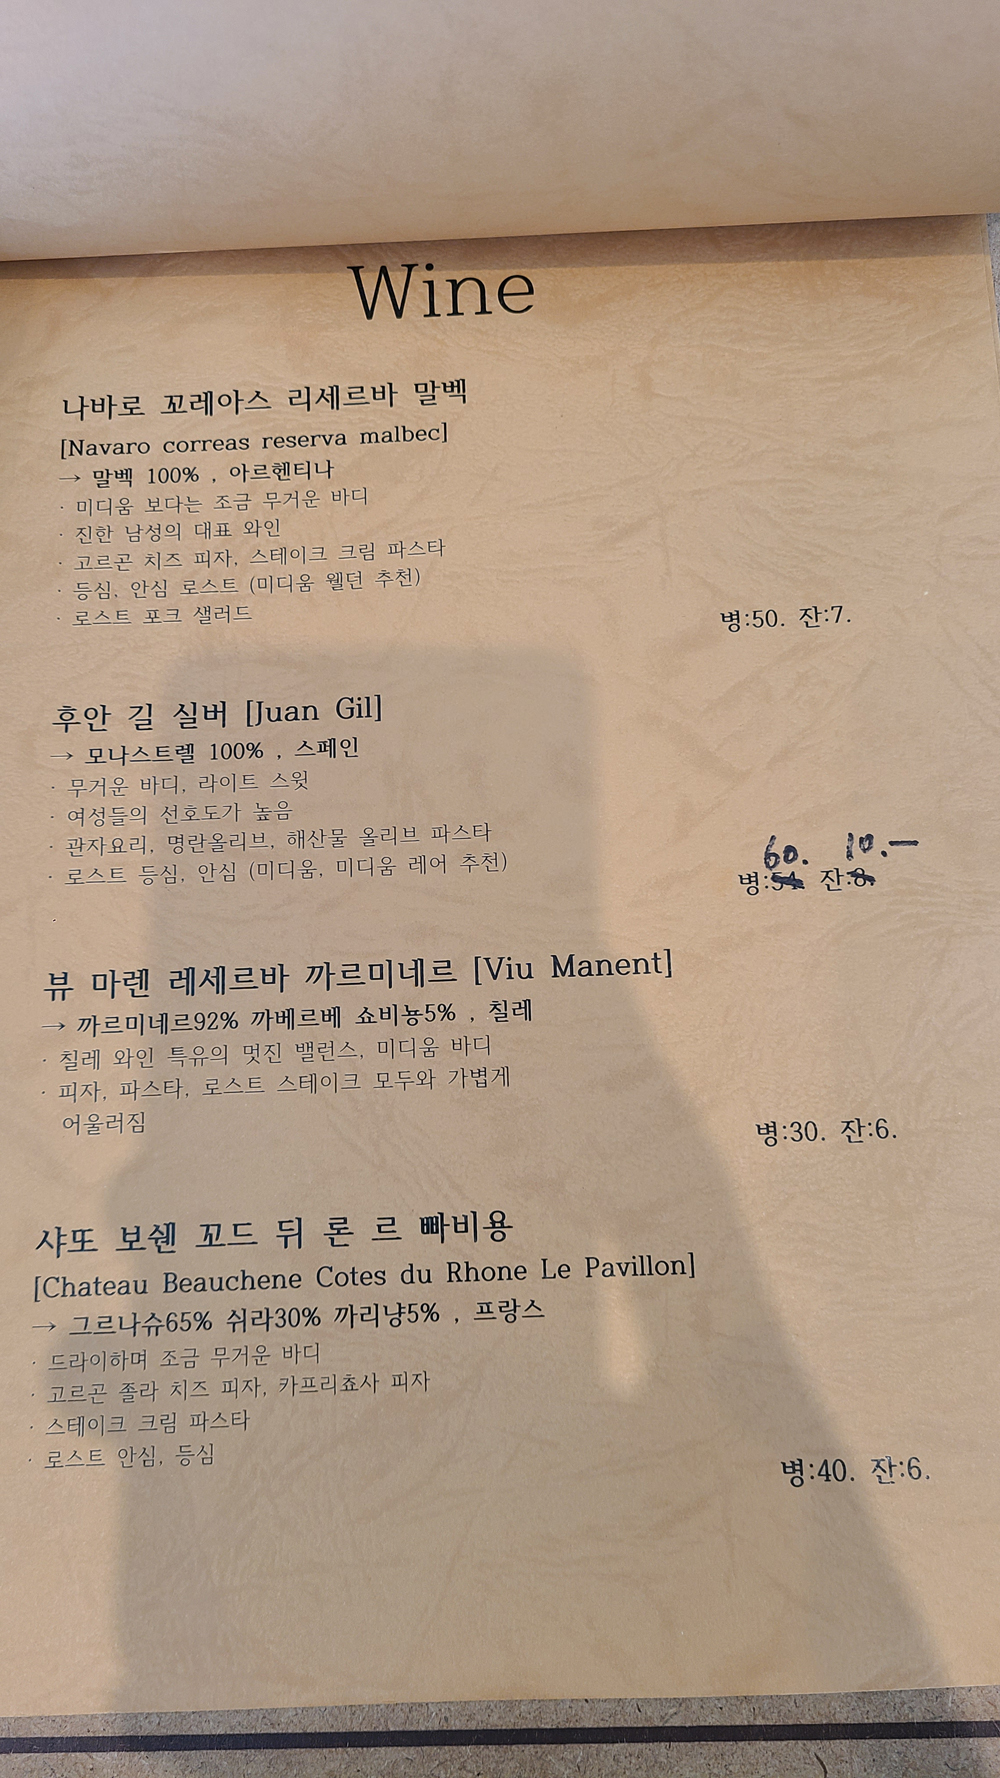 Wine
나바로 꼬레아스 리세르바 말벡
[Navaro correas reserva malbec]
→ 말벡 100% , 아르헨티나
· 미디움 보다는 조금 무거운 바디
· 진한 남성의 대표 와인
· 고르곤 치즈 피자, 스테이크 크림 파스타
· 등심, 안심 로스트 (미디움 웰던 추천)
· 로스트 포크 샐러드
병:50. 잔:7.
후안 길 실버 [Juan Gil]
→ 모나스트렐 100% , 스페인
· 무거운 바디, 라이트 스윗
· 여성들의 선호도가 높음
· 관자요리, 명란올리브, 해산물 올리브 파스타
· 로스트 등심, 안심 (미디움, 미디움 레어 추천)
60. 10.—
병:54 잔:8.
·
뷰 마렌 레세르바 까르미네르 [Viu Manent]
→ 까르미네르92% 까베르베 쇼비뇽5% , 칠레
· 칠레 와인 특유의 멋진 밸런스, 미디움 바디
· 피자, 파스타, 로스트 스테이크 모두와 가볍게
어울러짐
병:30. 잔:6.
샤또 보쉔 꼬드 뒤 론 르 빠비용
[Chateau Beauchene Cotes du Rhone Le Pavillon]
→ 그르나슈65% 쉬라30% 까리냥5% , 프랑스
· 드라이하며 조금 무거운 바디
· 고르곤 졸라 치즈 피자, 카프리쵸사 피자
· 스테이크 크림 파스타
· 로스트 안심, 등심
병:40. 잔:6.